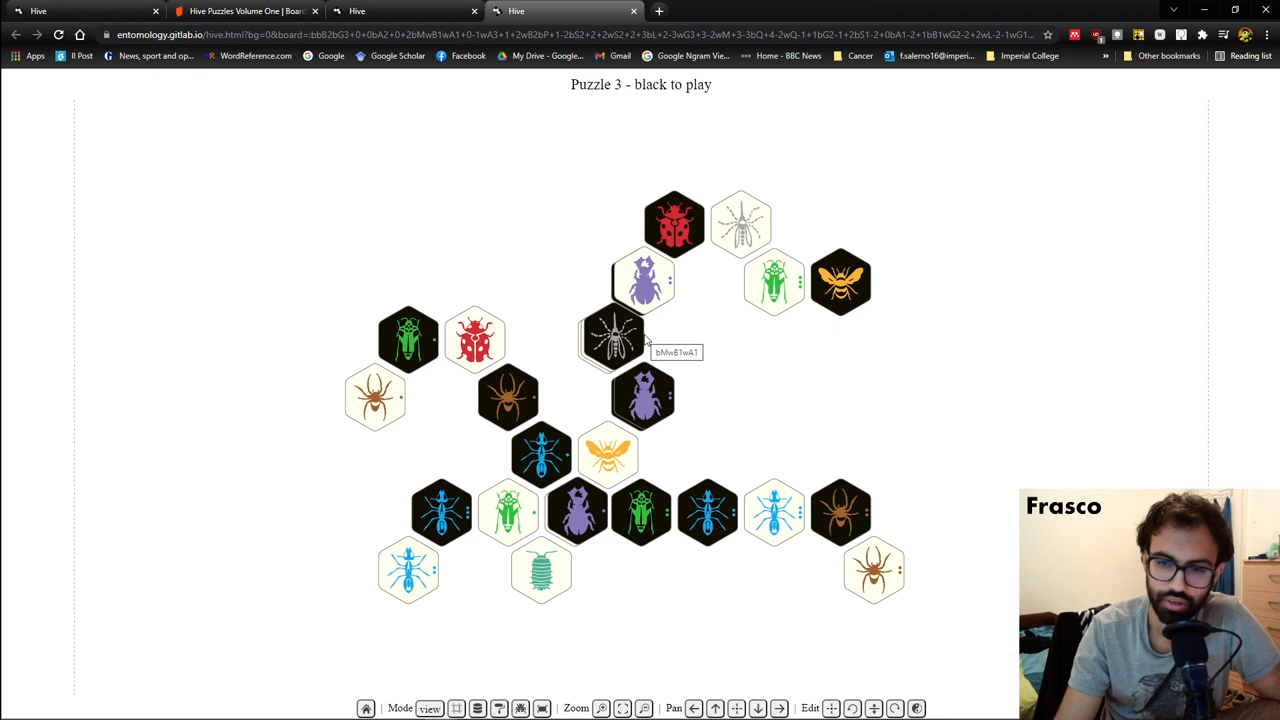 Hive
Hive Puzzles Volume One | Board
Hive
Hive
entomology.gitlab.io/hive.html?bg=0&board=:bbB2bG3+0+0bA2+0+2bMwB1wA1+0-1wA3+1+2wB2bP+1-2bS2+2+2wS2+2+3bL+2-3wG3+3-2wM+3-3bQ+4-2wQ-1+1bG2-1+2bS1-2+0bA1-2+1bB1wG2-2+2wL-2-1wG1...
Apps
Il Post
News, sport and op...
WordReference.com
Google
Google Scholar
Facebook
My Drive - Google...
Gmail
Google Ngram Vie...
Home - BBC News
Cancer
f.salerno16@imperi...
Imperial College
»
Other bookmarks
Reading list
Puzzle 3 - black to play
bMwB1wA1
Frasco
Mode view | Zoom | Pan | Edit